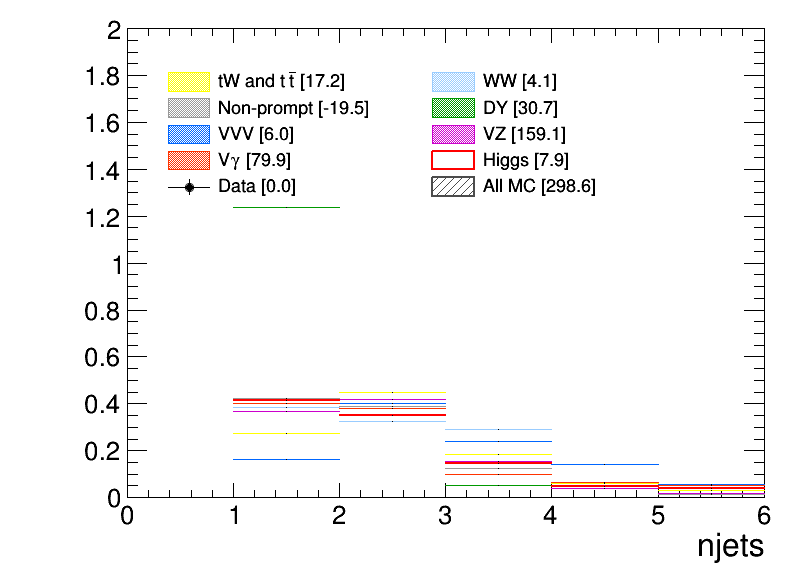 2
1.8
1.6
1.4
1.2
1
0.8
0.6
0.4
0.2
0
tW and t t̄ [17.2]
WW [4.1]
Non-prompt [-19.5]
DY [30.7]
VVV [6.0]
VZ [159.1]
Vγ [79.9]
Higgs [7.9]
Data [0.0]
All MC [298.6]
0 1 2 3 4 5 6
njets